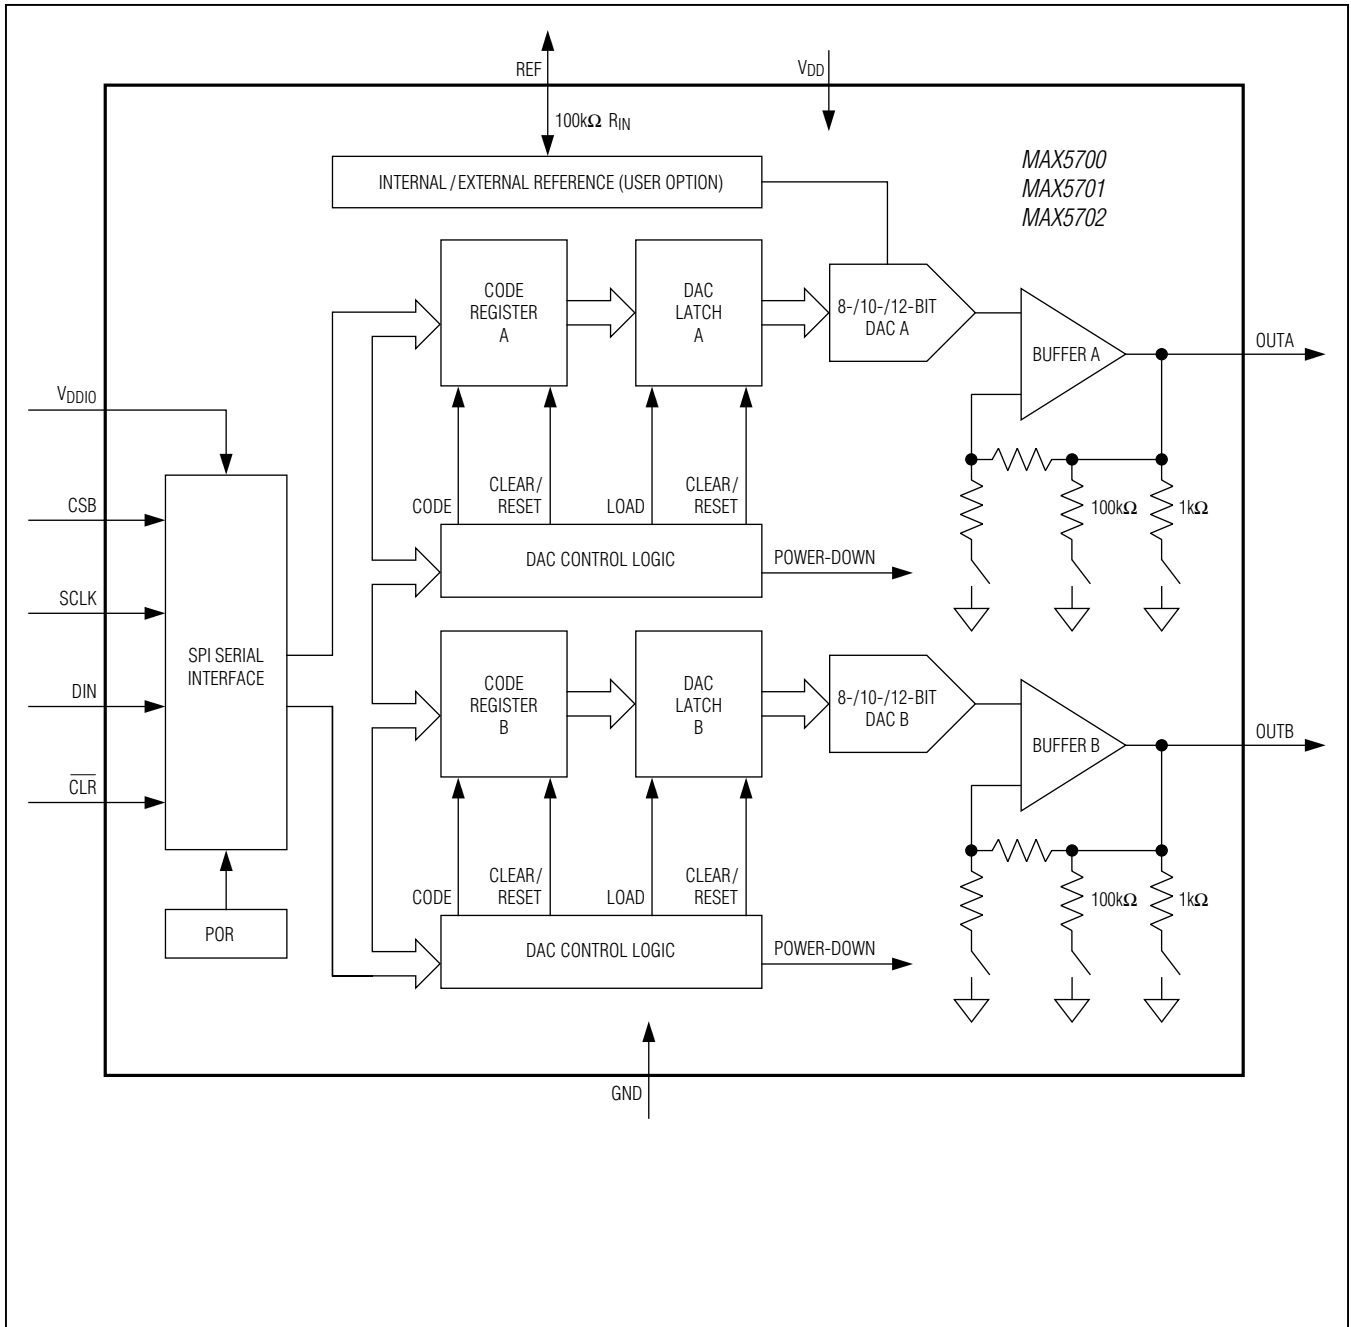 REF
VDD
100kΩ RIN
INTERNAL/EXTERNAL REFERENCE (USER OPTION)
MAX5700
MAX5701
MAX5702
CODE
REGISTER
A
DAC
LATCH
A
8-/10-/12-BIT
DAC A
BUFFER A
OUTA
VDDIO
CSB
SCLK
DIN
CLR
SPI SERIAL
INTERFACE
POR
CODE
CLEAR/
RESET
LOAD
CLEAR/
RESET
100kΩ
1kΩ
DAC CONTROL LOGIC
POWER-DOWN
CODE
REGISTER
B
DAC
LATCH
B
8-/10-/12-BIT
DAC B
BUFFER B
OUTB
CODE
CLEAR/
RESET
LOAD
CLEAR/
RESET
100kΩ
1kΩ
DAC CONTROL LOGIC
POWER-DOWN
GND